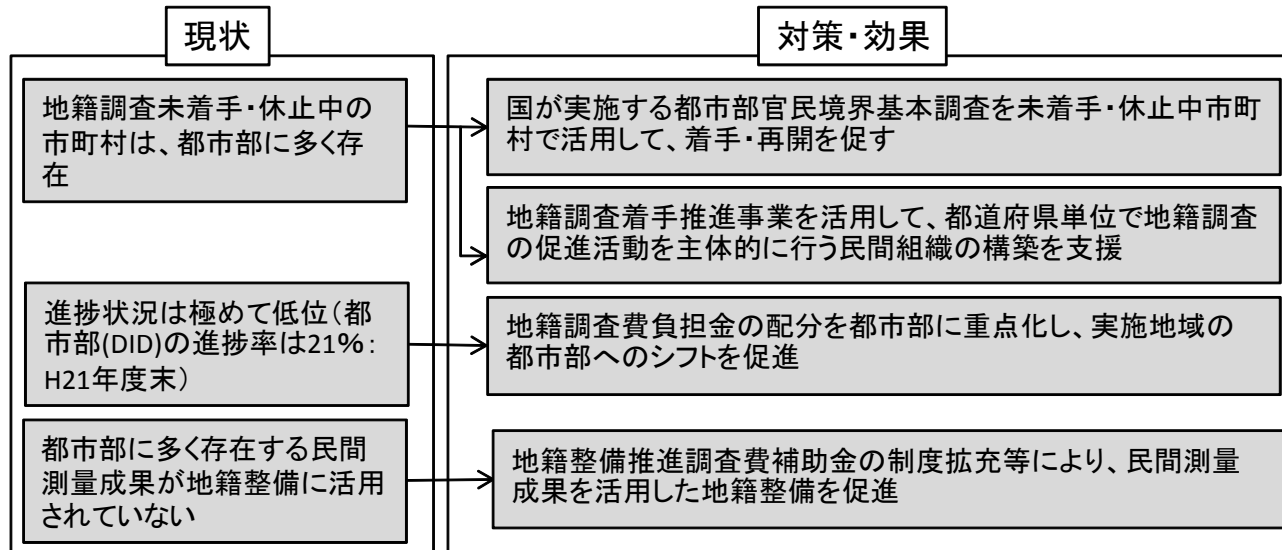 現状
地籍調査未着手・休止中の
市町村は、都市部に多く存
在
進捗状況は極めて低位(都
市部(DID)の進捗率は21%:
H21年度末)
都市部に多く存在する民間
測量成果が地籍整備に活用
されていない
対策・効果
国が実施する都市部官民境界基本調査を未着手・休止中市町
村で活用して、着手・再開を促す
地籍調査着手推進事業を活用して、都道府県単位で地籍調査
の促進活動を主体的に行う民間組織の構築を支援
地籍調査費負担金の配分を都市部に重点化し、実施地域の
都市部へのシフトを促進
地籍整備推進調査費補助金の制度拡充等により、民間測量
成果を活用した地籍整備を促進